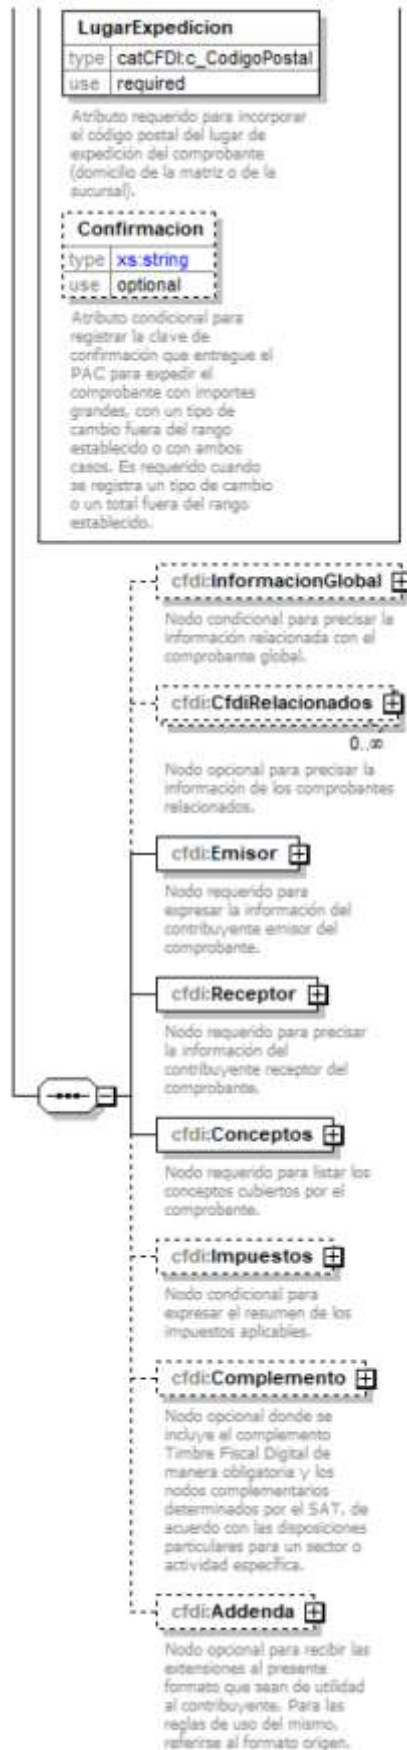 LugarExpedicion
type catCFDI:c_CodigoPostal
use required
Atributo requerido para incorporar
el código postal del lugar de
expedición del comprobante
(domicilio de la matriz o de la
sucursal).
Confirmacion
type xs:string
use optional
Atributo condicional para
registrar la clave de
confirmación que entregue el
PAC para expedir el
comprobante con importes
grandes, con un tipo de
cambio fuera del rango
establecido o con ambos
casos. Es requerido cuando
se registra un tipo de cambio
o un total fuera del rango
establecido.
cfdi:InformacionGlobal
Nodo condicional para precisar la
información relacionada con el
comprobante global.
cfdi:CfdiRelacionados
0..∞
Nodo opcional para precisar la
información de los comprobantes
relacionados.
cfdi:Emisor
Nodo requerido para
expresar la información del
contribuyente emisor del
comprobante.
cfdi:Receptor
Nodo requerido para precisar
la información del
contribuyente receptor del
comprobante.
cfdi:Conceptos
Nodo requerido para listar los
conceptos cubiertos por el
comprobante.
cfdi:Impuestos
Nodo condicional para
expresar el resumen de los
impuestos aplicables.
cfdi:Complemento
Nodo opcional donde se
incluye el complemento
Timbre Fiscal Digital de
manera obligatoria y los
nodos complementarios
determinados por el SAT, de
acuerdo con las disposiciones
particulares para un sector o
actividad específica.
cfdi:Addenda
Nodo opcional para recibir las
extensiones al presente
formato que sean de utilidad
al contribuyente. Para las
reglas de uso del mismo,
referirse al formato origen.